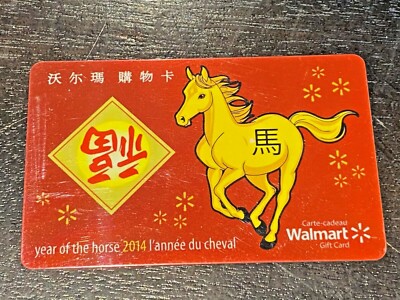 沃尔瑪 購物卡
福
馬
year of the horse 2014 l'année du cheval
Carte-cadeau
Walmart
Gift Card